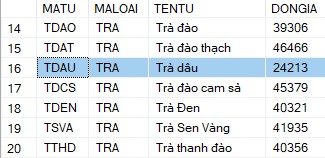 MATU MALOAI TENTU DONGIA
14 TDAO TRA Trà đào 39306
15 TDAT TRA Trà đào thạch 46466
16 TDAU TRA Trà dâu 24213
17 TDCS TRA Trà đào cam sả 45379
18 TDEN TRA Trà Đen 40321
19 TSVA TRA Trà Sen Vàng 41935
20 TTHD TRA Trà thanh đào 40356